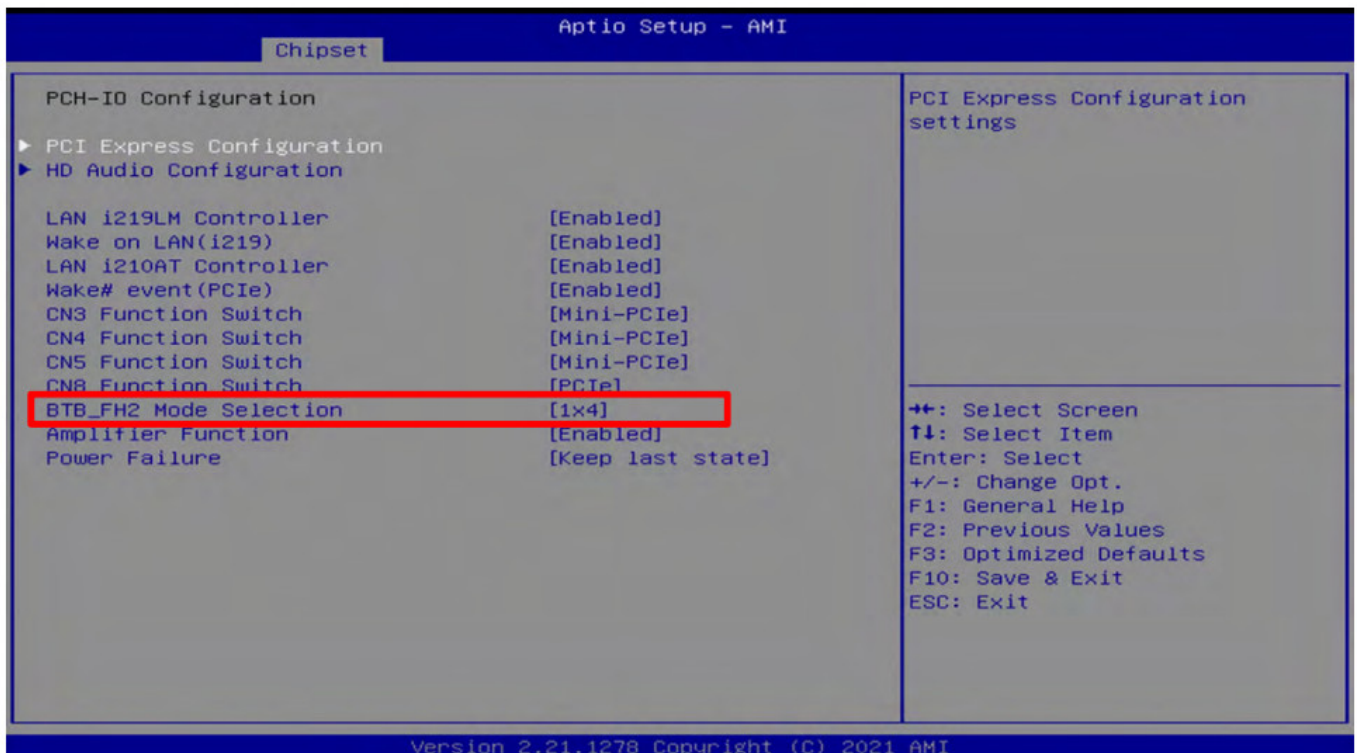 Aptio Setup – AMI
Chipset
PCH-IO Configuration
▶ PCI Express Configuration
▶ HD Audio Configuration
LAN i219LM Controller [Enabled]
Wake on LAN(i219) [Enabled]
LAN i210AT Controller [Enabled]
Wake# event(PCIe) [Enabled]
CN3 Function Switch [Mini-PCIe]
CN4 Function Switch [Mini-PCIe]
CN5 Function Switch [Mini-PCIe]
CN8 Function Switch [PCIe]
BTB_FH2 Mode Selection [1x4]
Amplifier Function [Enabled]
Power Failure [Keep last state]
PCI Express Configuration
settings
→←: Select Screen
↑↓: Select Item
Enter: Select
+/-: Change Opt.
F1: General Help
F2: Previous Values
F3: Optimized Defaults
F10: Save & Exit
ESC: Exit
Version 2.21.1278 Copyright (C) 2021 AMI